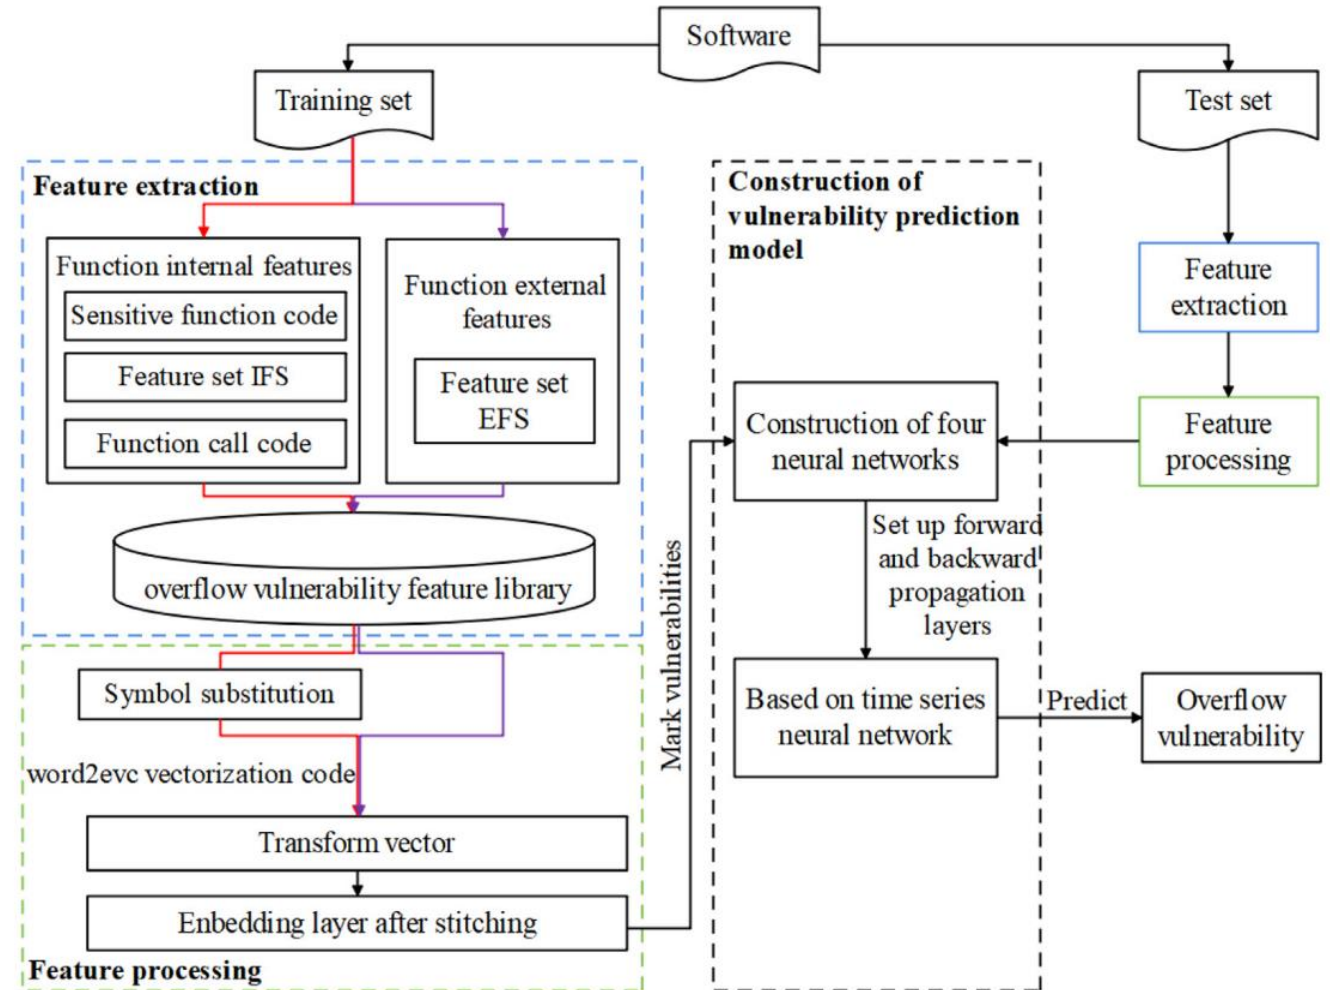 Software
Training set
Test set
Feature extraction
Function internal features
Sensitive function code
Feature set IFS
Function call code
Function external
features
Feature set
EFS
overflow vulnerability feature library
Symbol substitution
word2evc vectorization code
Transform vector
Enbedding layer after stitching
Feature processing
Mark vulnerabilities
Construction of
vulnerability prediction
model
Construction of four
neural networks
Set up forward
and backward
propagation
layers
Based on time series
neural network
Predict
Feature
extraction
Feature
processing
Overflow
vulnerability